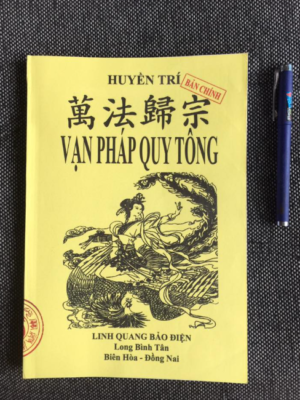 HUYỀN TRÍ
BẢN CHÍNH
萬法歸宗
VẠN PHÁP QUY TÔNG
LINH QUANG BẢO ĐIỆN
Long Bình Tân
Biên Hòa - Đồng Nai